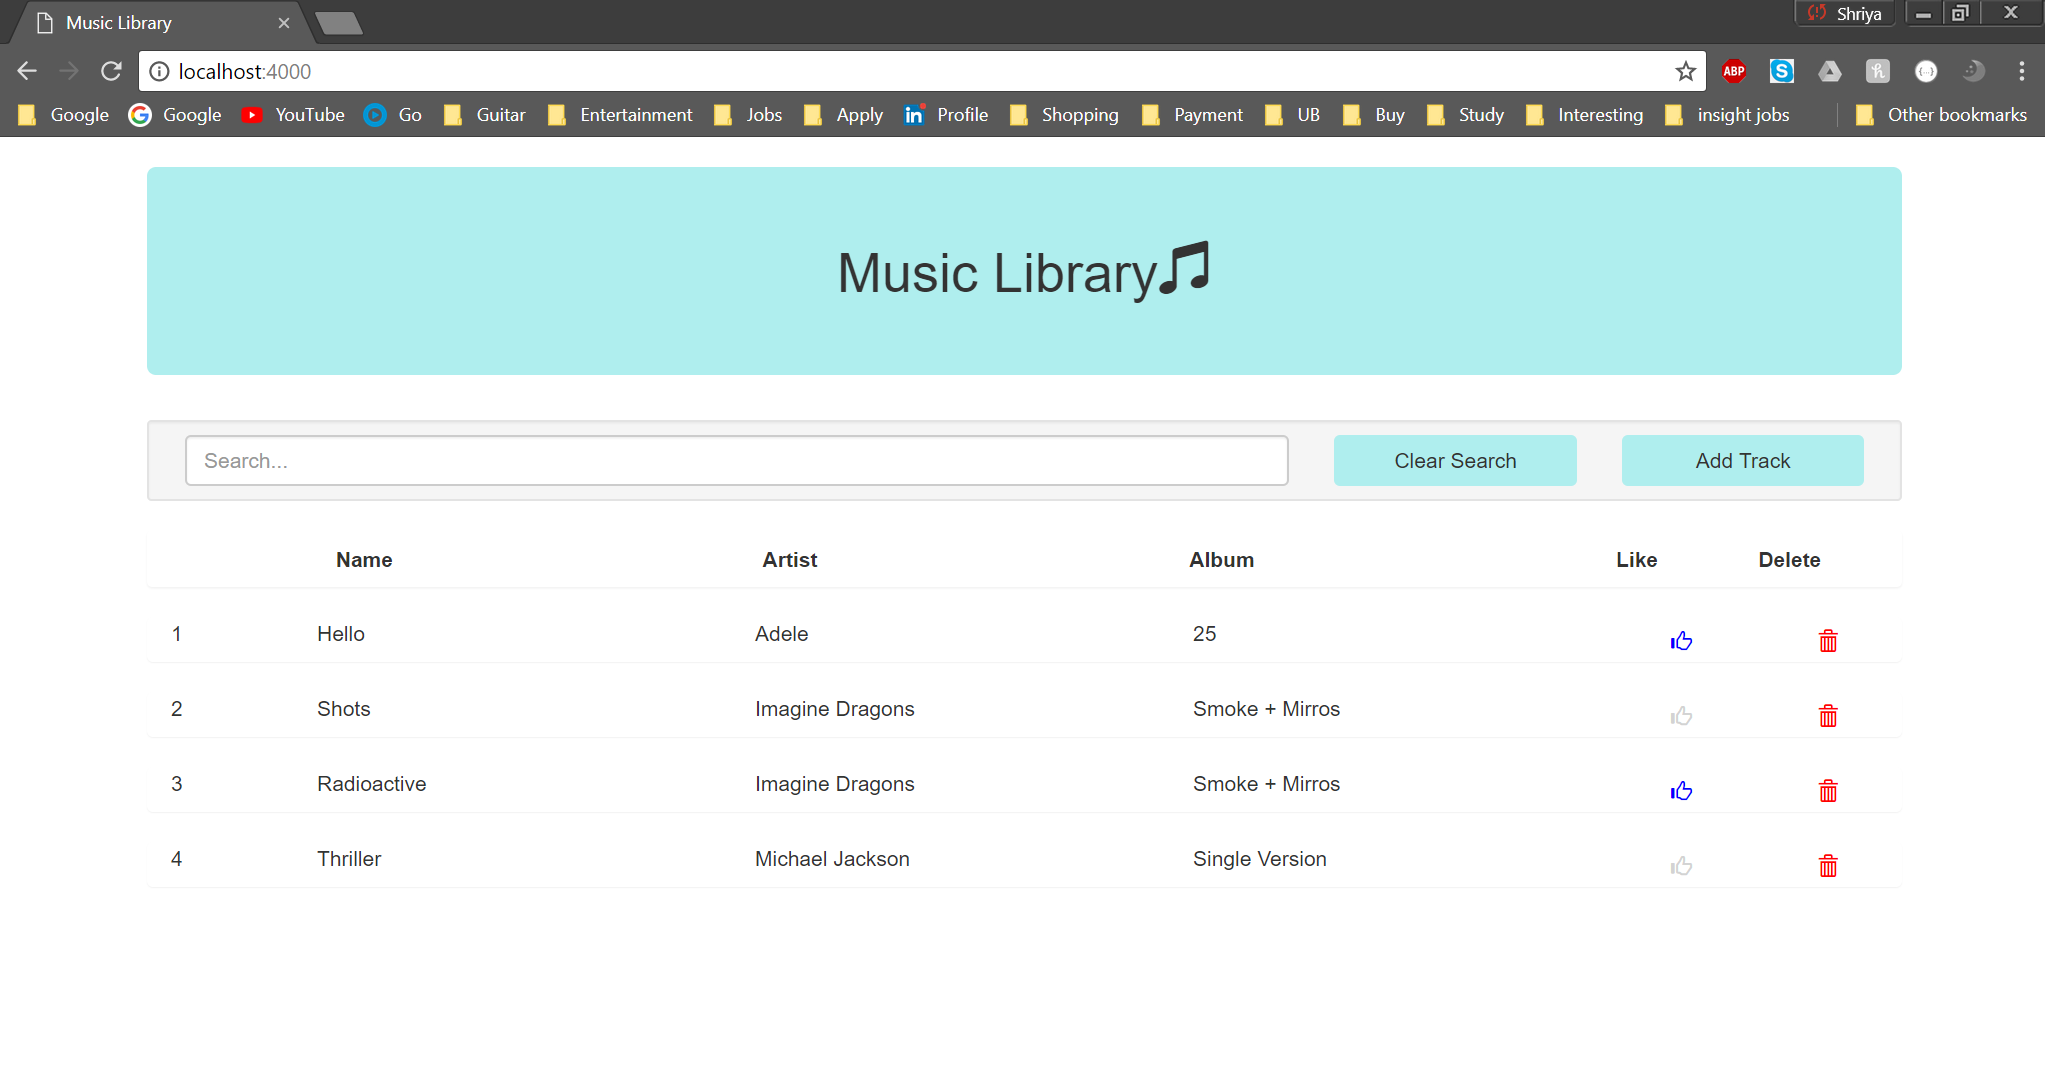 Music Library Shriya
localhost:4000 ABP S
Google Google YouTube Go Guitar Entertainment Jobs Apply in Profile Shopping Payment UB Buy Study Interesting insight jobs Other bookmarks
Music Library
Search... Clear Search Add Track
Name Artist Album Like Delete
1 Hello Adele 25
2 Shots Imagine Dragons Smoke + Mirros
3 Radioactive Imagine Dragons Smoke + Mirros
4 Thriller Michael Jackson Single Version